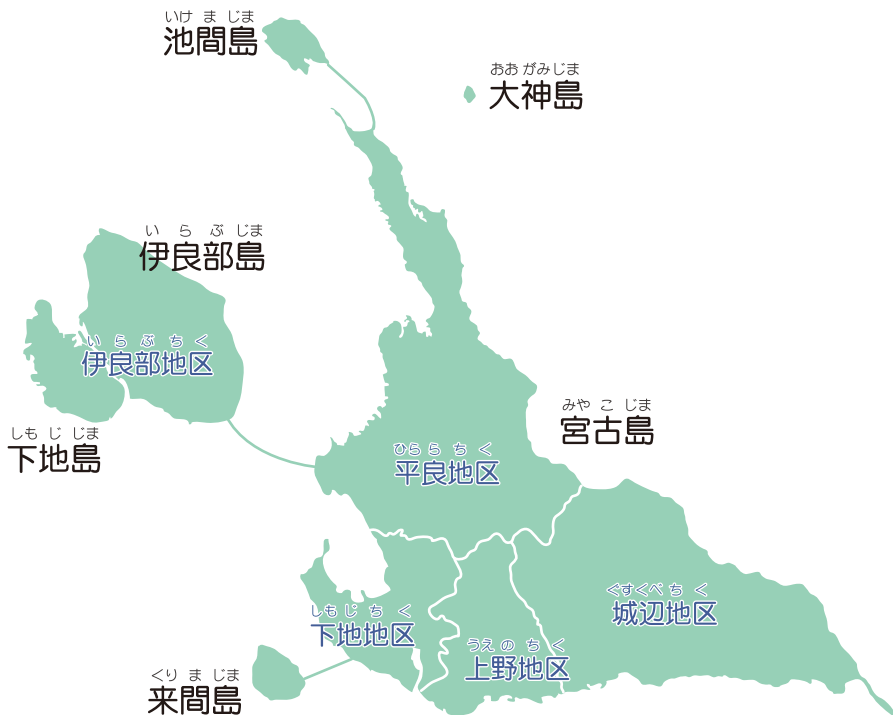 いけ ま じま
池間島
おおがみじま
大神島
い ら ぶ じま
伊良部島
い ら ぶ ち く
伊良部地区
みや こ じま
宮古島
しも じ じま
下地島
ひら ら ち く
平良地区
ぐすくべ ち く
城辺地区
しも じ ち く
下地地区
うえ の ち く
上野地区
くり ま じま
来間島